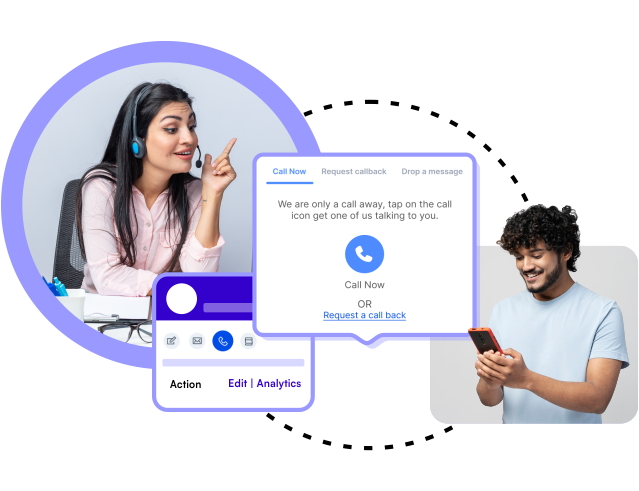 Call Now
Request callback
Drop a message
We are only a call away, tap on the call
icon get one of us talking to you.
Call Now
OR
Request a call back
Action
Edit | Analytics